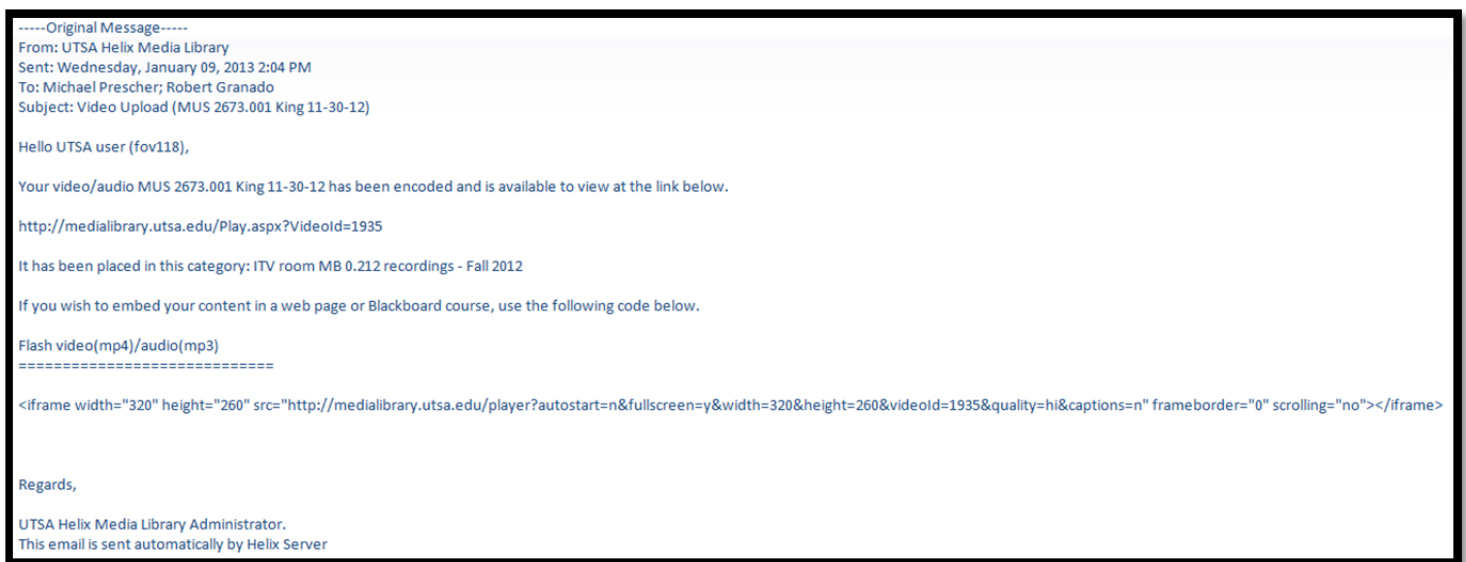 -----Original Message-----
From: UTSA Helix Media Library
Sent: Wednesday, January 09, 2013 2:04 PM
To: Michael Prescher; Robert Granado
Subject: Video Upload (MUS 2673.001 King 11-30-12)
Hello UTSA user (fov118),
Your video/audio MUS 2673.001 King 11-30-12 has been encoded and is available to view at the link below.
http://medialibrary.utsa.edu/Play.aspx?VideoId=1935
It has been placed in this category: ITV room MB 0.212 recordings - Fall 2012
If you wish to embed your content in a web page or Blackboard course, use the following code below.
Flash video(mp4)/audio(mp3)
=============================
<iframe width="320" height="260" src="http://medialibrary.utsa.edu/player?autostart=n&fullscreen=y&width=320&height=260&videoId=1935&quality=hi&captions=n" frameborder="0" scrolling="no"></iframe>
Regards,
UTSA Helix Media Library Administrator.
This email is sent automatically by Helix Server